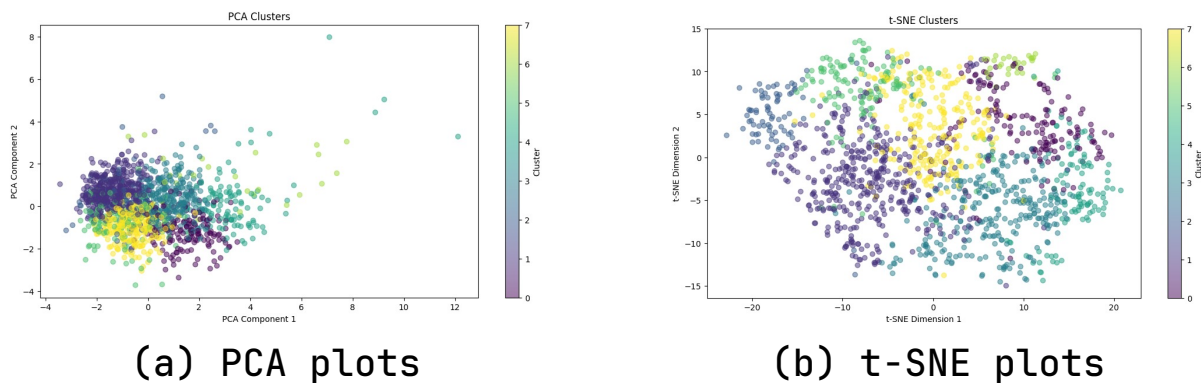 PCA Clusters
8
6
4
2
0
−2
−4
−4 −2 0 2 4 6 8 10 12
PCA Component 1
PCA Component 2
7
6
5
4
3
2
1
0
Cluster
(a) PCA plots
t-SNE Clusters
15
10
5
0
−5
−10
−15
−20 −10 0 10 20
t-SNE Dimension 1
t-SNE Dimension 2
7
6
5
4
3
2
1
0
Cluster
(b) t-SNE plots